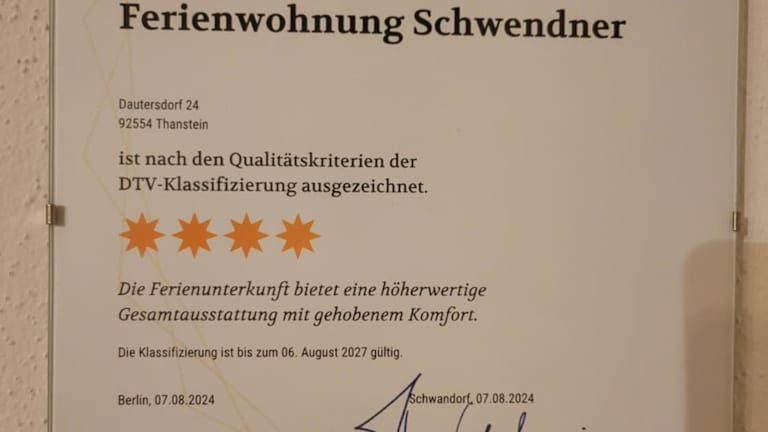 Ferienwohnung Schwendner
Dautersdorf 24
92554 Thanstein
ist nach den Qualitätskriterien der
DTV-Klassifizierung ausgezeichnet.
Die Ferienunterkunft bietet eine höherwertige
Gesamtausstattung mit gehobenem Komfort.
Die Klassifizierung ist bis zum 06. August 2027 gültig.
Berlin, 07.08.2024
Schwandorf, 07.08.2024